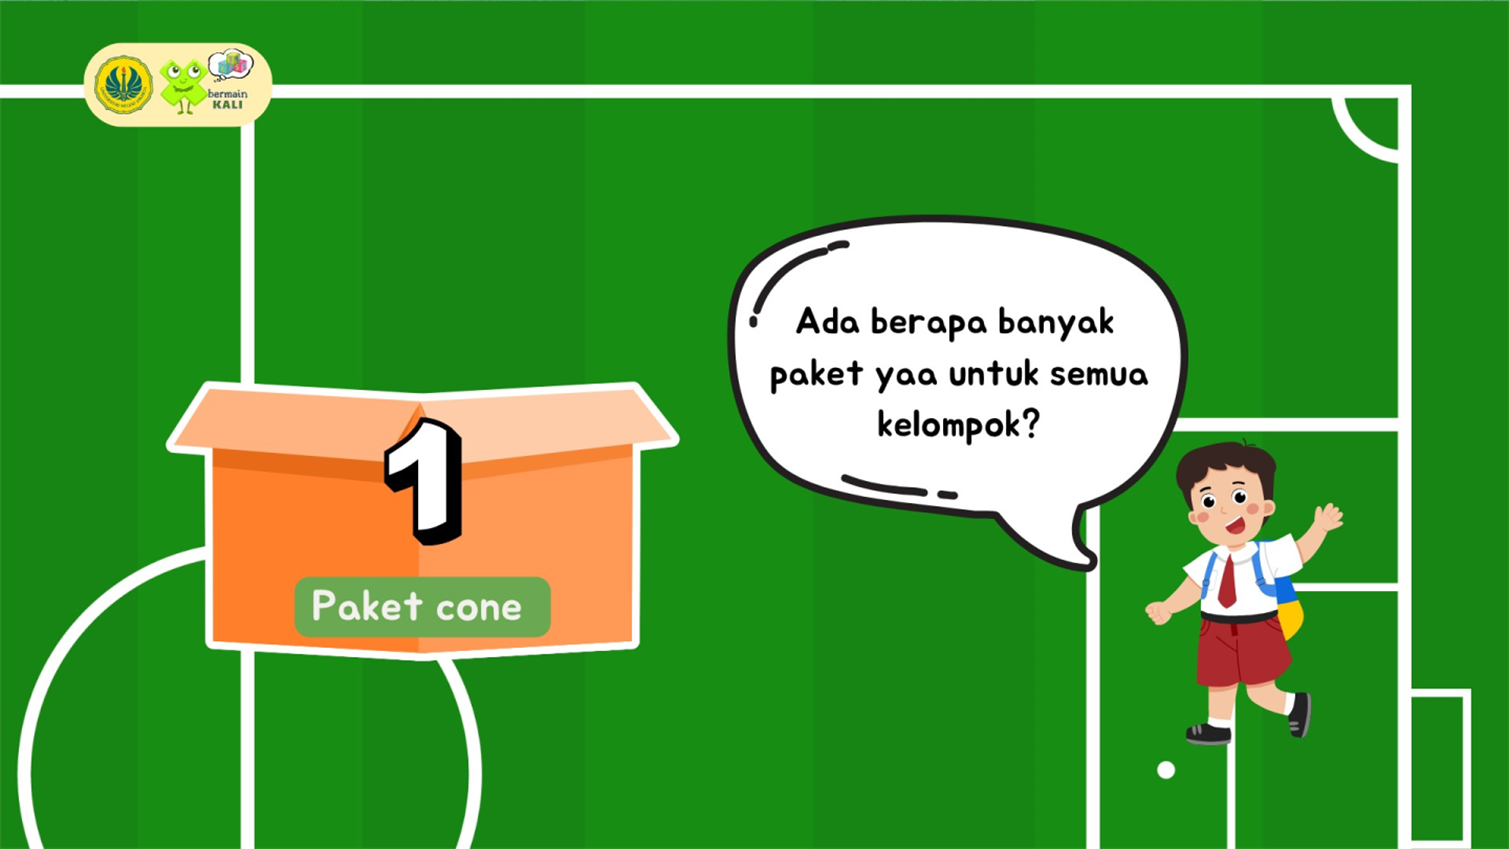 bermain
KALI
Ada berapa banyak
paket yaa untuk semua
kelompok?
1
Paket cone